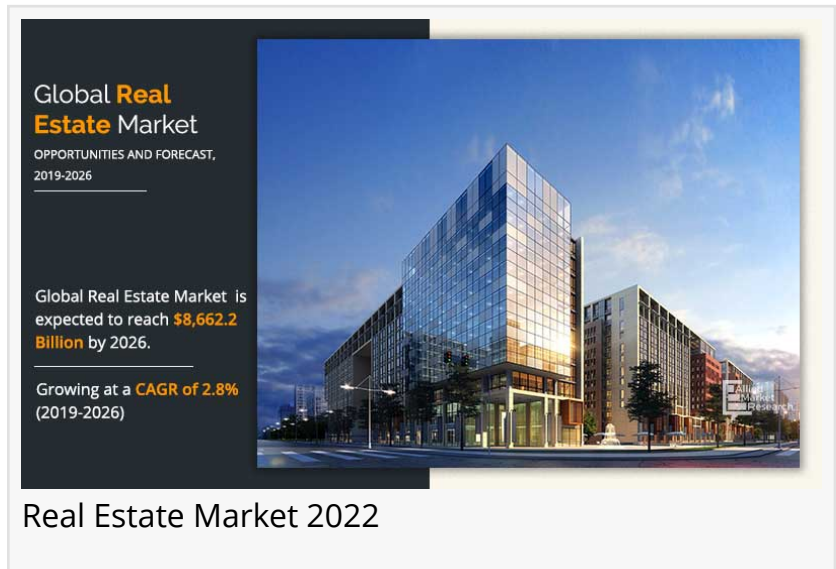 Global Real
Estate Market
OPPORTUNITIES AND FORECAST,
2019-2026
Global Real Estate Market is
expected to reach $8,662.2
Billion by 2026.
Growing at a CAGR of 2.8%
(2019-2026)
Allied
Market
Research
Real Estate Market 2022